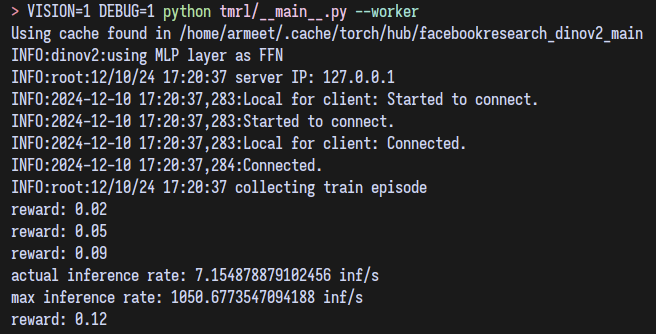 > VISION=1 DEBUG=1 python tmrl/__main__.py --worker
Using cache found in /home/armeet/.cache/torch/hub/facebookresearch_dinov2_main
INFO:dinov2:using MLP layer as FFN
INFO:root:12/10/24 17:20:37 server IP: 127.0.0.1
INFO:2024-12-10 17:20:37,283:Local for client: Started to connect.
INFO:2024-12-10 17:20:37,283:Started to connect.
INFO:2024-12-10 17:20:37,283:Local for client: Connected.
INFO:2024-12-10 17:20:37,284:Connected.
INFO:root:12/10/24 17:20:37 collecting train episode
reward: 0.02
reward: 0.05
reward: 0.09
actual inference rate: 7.154878879102456 inf/s
max inference rate: 1050.6773547094188 inf/s
reward: 0.12